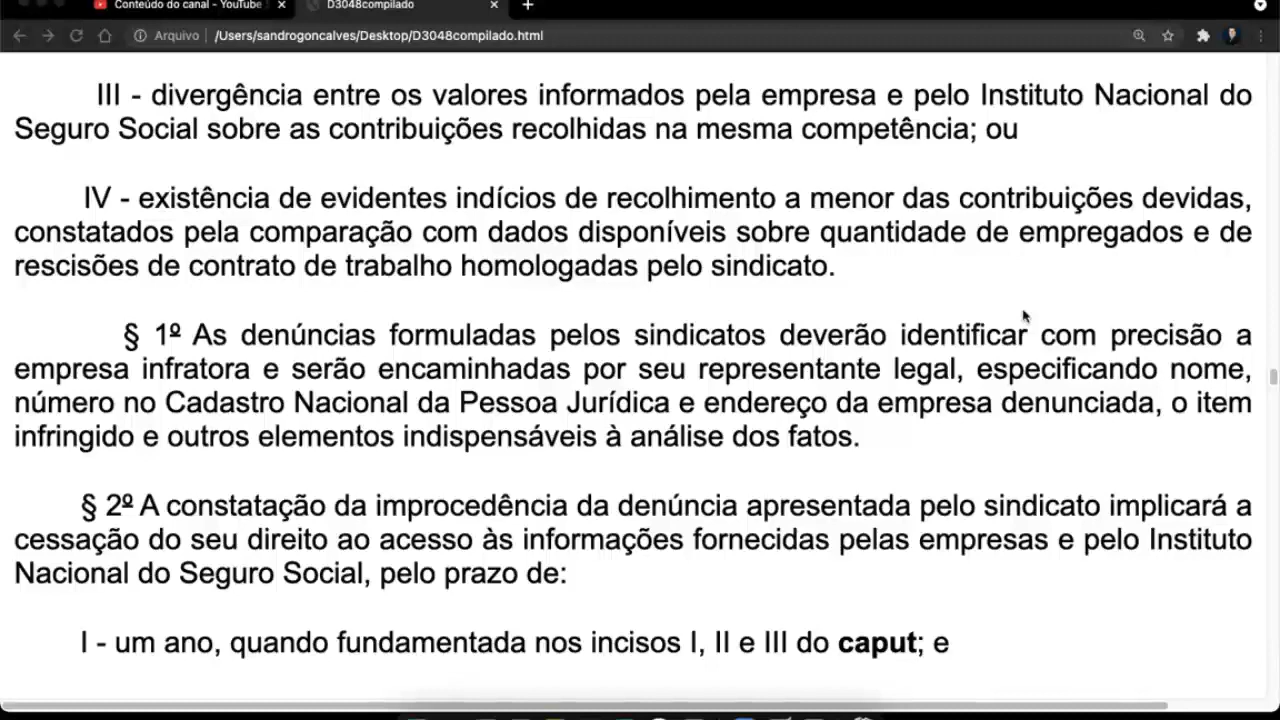 Conteúdo do canal - YouTube
D3048compilado
Arquivo /Users/sandrogoncalves/Desktop/D3048compilado.html
III - divergência entre os valores informados pela empresa e pelo Instituto Nacional do
Seguro Social sobre as contribuições recolhidas na mesma competência; ou
IV - existência de evidentes indícios de recolhimento a menor das contribuições devidas,
constatados pela comparação com dados disponíveis sobre quantidade de empregados e de
rescisões de contrato de trabalho homologadas pelo sindicato.
§ 1º As denúncias formuladas pelos sindicatos deverão identificar com precisão a
empresa infratora e serão encaminhadas por seu representante legal, especificando nome,
número no Cadastro Nacional da Pessoa Jurídica e endereço da empresa denunciada, o item
infringido e outros elementos indispensáveis à análise dos fatos.
§ 2º A constatação da improcedência da denúncia apresentada pelo sindicato implicará a
cessação do seu direito ao acesso às informações fornecidas pelas empresas e pelo Instituto
Nacional do Seguro Social, pelo prazo de:
I - um ano, quando fundamentada nos incisos I, II e III do caput; e